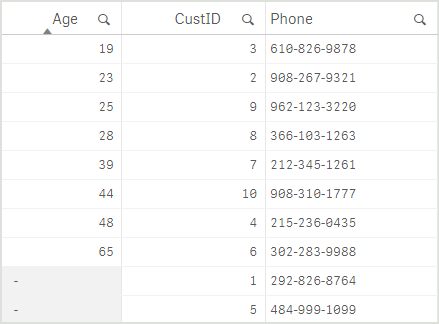 Age CustID Phone
19 3 610-826-9878
23 2 908-267-9321
25 9 962-123-3220
28 8 366-103-1263
39 7 212-345-1261
44 10 908-310-1777
48 4 215-236-0435
65 6 302-283-9988
- 1 292-826-8764
- 5 484-999-1099